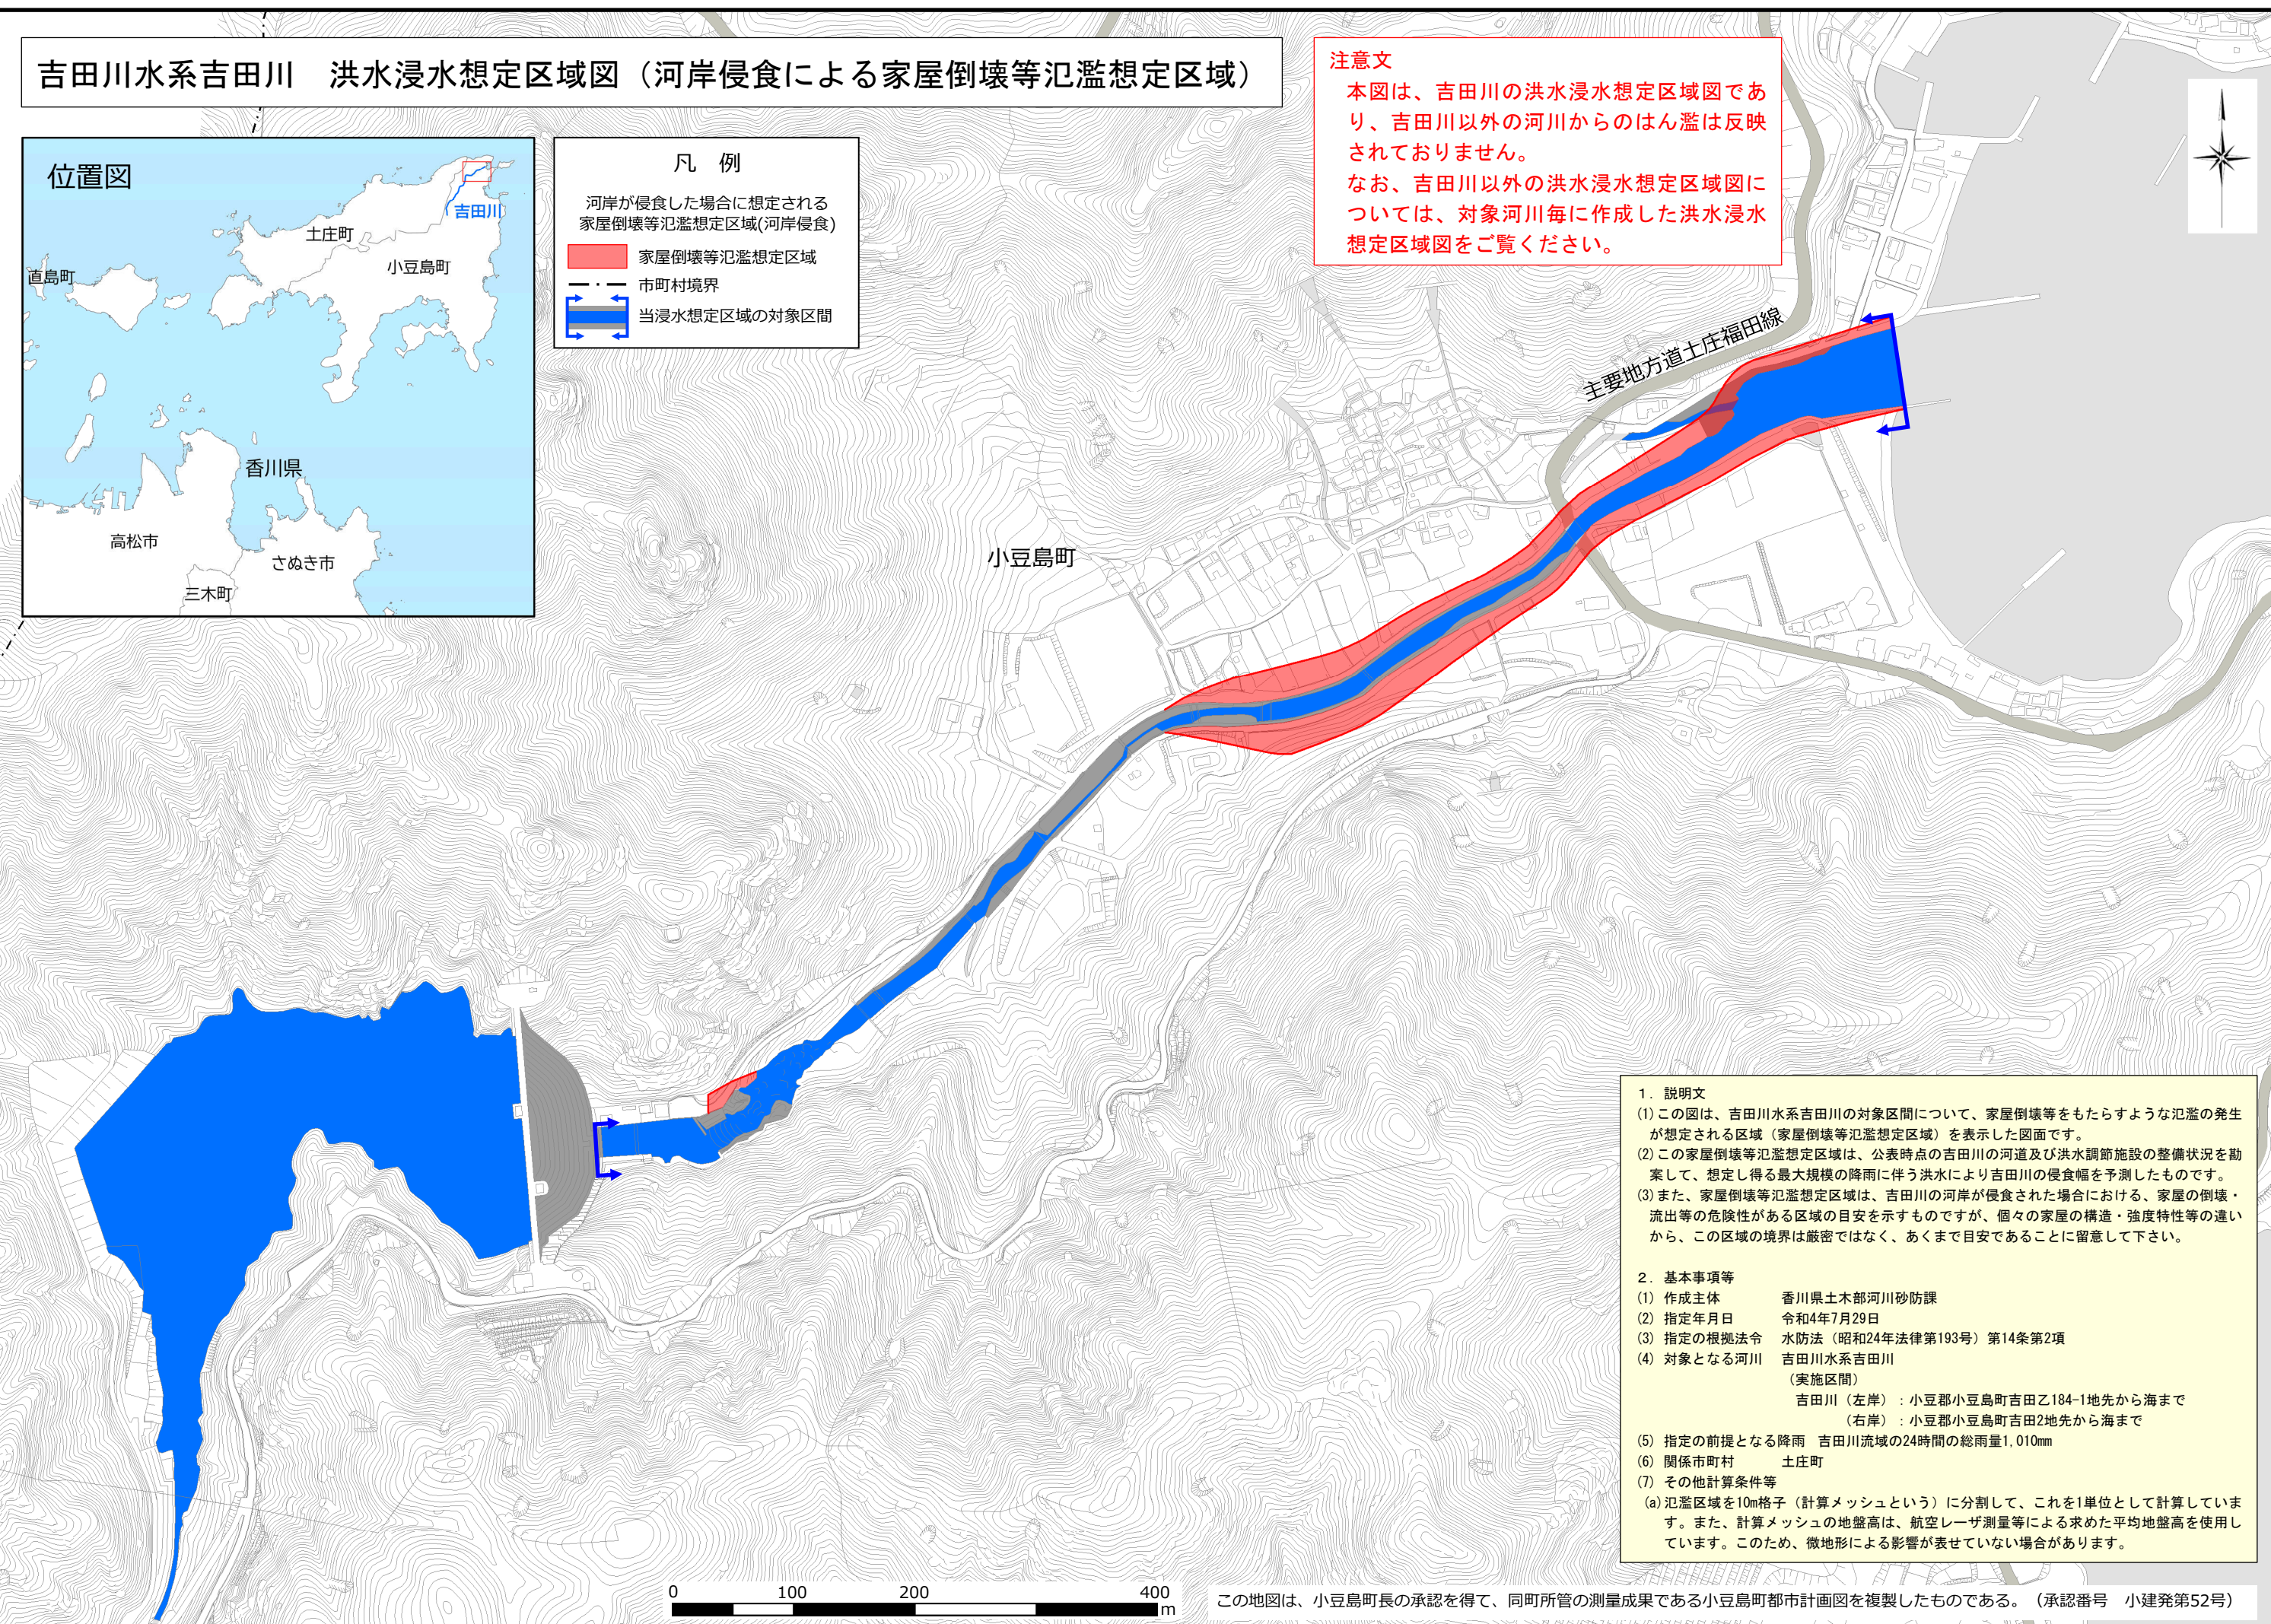 吉田川水系吉田川　洪水浸水想定区域図（河岸侵食による家屋倒壊等氾濫想定区域）
注意文
本図は、吉田川の洪水浸水想定区域図であ
り、吉田川以外の河川からのはん濫は反映
されておりません。
なお、吉田川以外の洪水浸水想定区域図に
ついては、対象河川毎に作成した洪水浸水
想定区域図をご覧ください。
位置図
吉田川
土庄町
小豆島町
直島町
香川県
高松市
さぬき市
三木町
凡　例
河岸が侵食した場合に想定される
家屋倒壊等氾濫想定区域(河岸侵食)
家屋倒壊等氾濫想定区域
市町村境界
当浸水想定区域の対象区間
主要地方道土庄福田線
小豆島町
1．説明文
(1)この図は、吉田川水系吉田川の対象区間について、家屋倒壊等をもたらすような氾濫の発生
が想定される区域（家屋倒壊等氾濫想定区域）を表示した図面です。
(2)この家屋倒壊等氾濫想定区域は、公表時点の吉田川の河道及び洪水調節施設の整備状況を勘
案して、想定し得る最大規模の降雨に伴う洪水により吉田川の侵食幅を予測したものです。
(3)また、家屋倒壊等氾濫想定区域は、吉田川の河岸が侵食された場合における、家屋の倒壊・
流出等の危険性がある区域の目安を示すものですが、個々の家屋の構造・強度特性等の違い
から、この区域の境界は厳密ではなく、あくまで目安であることに留意して下さい。
2．基本事項等
(1) 作成主体　香川県土木部河川砂防課
(2) 指定年月日　令和4年7月29日
(3) 指定の根拠法令　水防法（昭和24年法律第193号）第14条第2項
(4) 対象となる河川　吉田川水系吉田川
（実施区間）
吉田川（左岸）：小豆郡小豆島町吉田乙184-1地先から海まで
（右岸）：小豆郡小豆島町吉田2地先から海まで
(5) 指定の前提となる降雨　吉田川流域の24時間の総雨量1,010mm
(6) 関係市町村　土庄町
(7) その他計算条件等
(a)氾濫区域を10m格子（計算メッシュという）に分割して、これを1単位として計算していま
す。また、計算メッシュの地盤高は、航空レーザ測量等による求めた平均地盤高を使用し
ています。このため、微地形による影響が表せていない場合があります。
0 100 200 400
m
この地図は、小豆島町長の承認を得て、同町所管の測量成果である小豆島町都市計画図を複製したものである。（承認番号　小建発第52号）